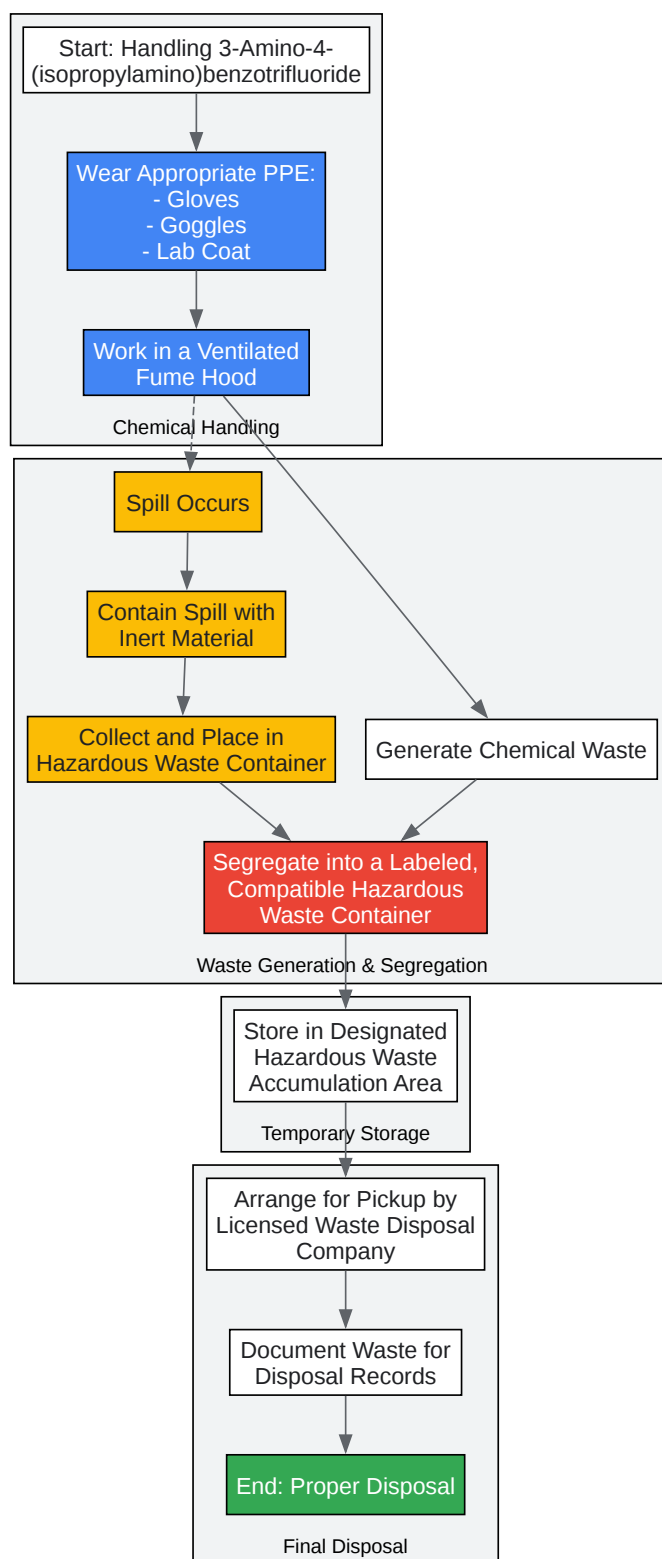 Start: Handling 3-Amino-4-
(isopropylamino)benzotrifluoride
Wear Appropriate PPE:
- Gloves
- Goggles
- Lab Coat
Work in a Ventilated
Fume Hood
Chemical Handling
Spill Occurs
Contain Spill with
Inert Material
Collect and Place in
Hazardous Waste Container
Generate Chemical Waste
Segregate into a Labeled,
Compatible Hazardous
Waste Container
Waste Generation & Segregation
Store in Designated
Hazardous Waste
Accumulation Area
Temporary Storage
Arrange for Pickup by
Licensed Waste Disposal
Company
Document Waste for
Disposal Records
End: Proper Disposal
Final Disposal